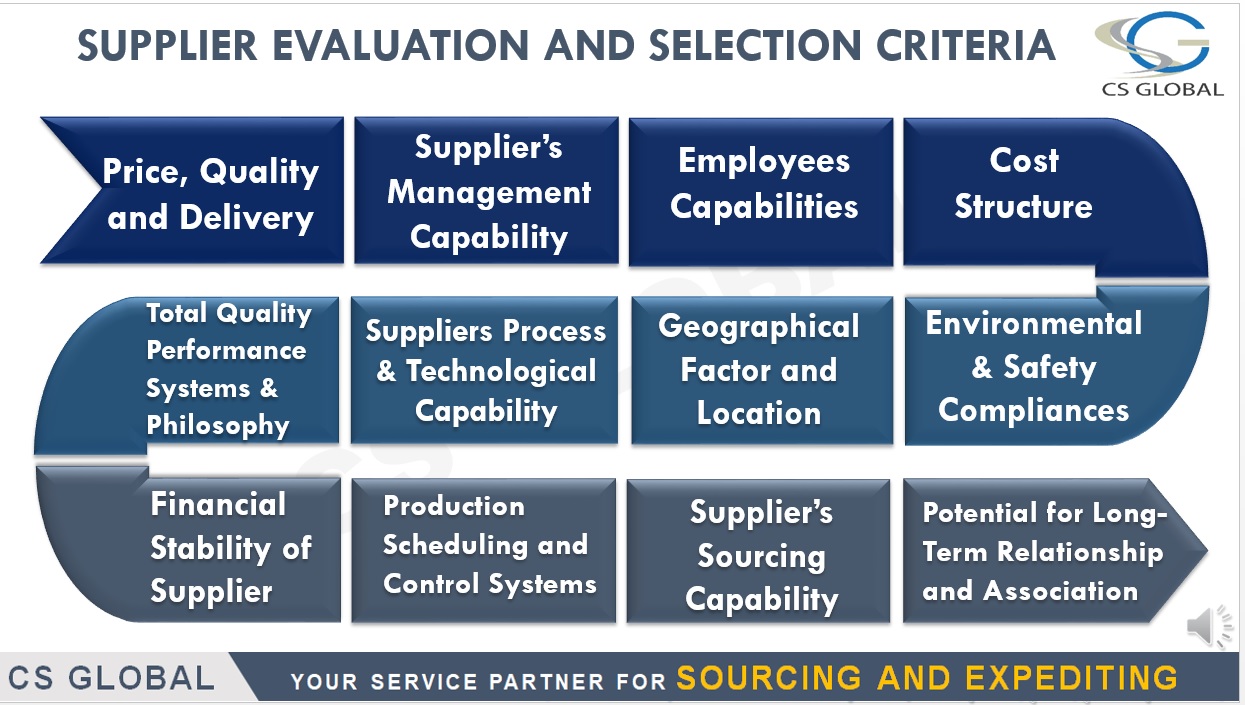 SUPPLIER EVALUATION AND SELECTION CRITERIA
CS GLOBAL
Price, Quality
and Delivery
Supplier’s
Management
Capability
Employees
Capabilities
Cost
Structure
Environmental
& Safety
Compliances
Geographical
Factor and
Location
Suppliers Process
& Technological
Capability
Total Quality
Performance
Systems &
Philosophy
Financial
Stability of
Supplier
Production
Scheduling and
Control Systems
Supplier’s
Sourcing
Capability
Potential for Long-
Term Relationship
and Association
CS GLOBAL
YOUR SERVICE PARTNER FOR SOURCING AND EXPEDITING